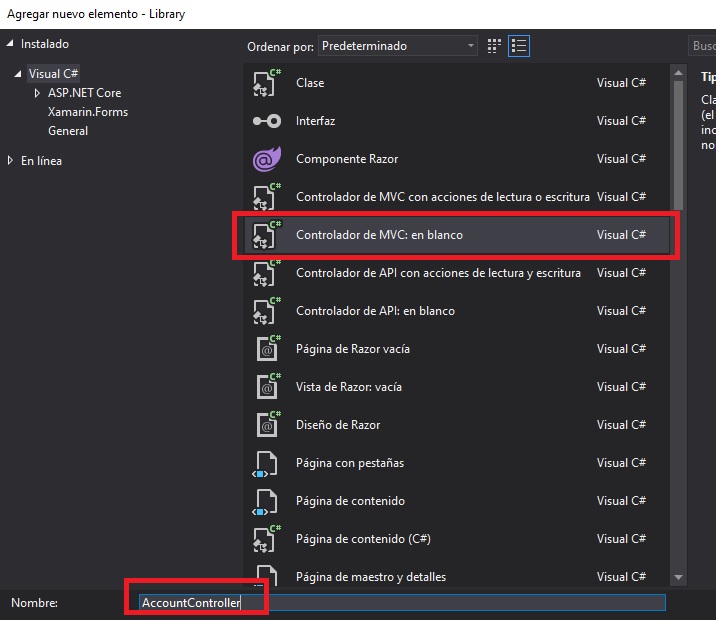 Agregar nuevo elemento - Library
Instalado
Visual C#
ASP.NET Core
Xamarin.Forms
General
En línea
Ordenar por: Predeterminado
Clase Visual C#
Interfaz Visual C#
Componente Razor Visual C#
Controlador de MVC con acciones de lectura o escritura Visual C#
Controlador de MVC: en blanco Visual C#
Controlador de API con acciones de lectura y escritura Visual C#
Controlador de API: en blanco Visual C#
Página de Razor vacía Visual C#
Vista de Razor: vacía Visual C#
Diseño de Razor Visual C#
Página con pestañas Visual C#
Página de contenido Visual C#
Página de contenido (C#) Visual C#
Página de maestro y detalles Visual C#
Busc
Tip
Cla
(el
inc
no
Nombre: AccountController